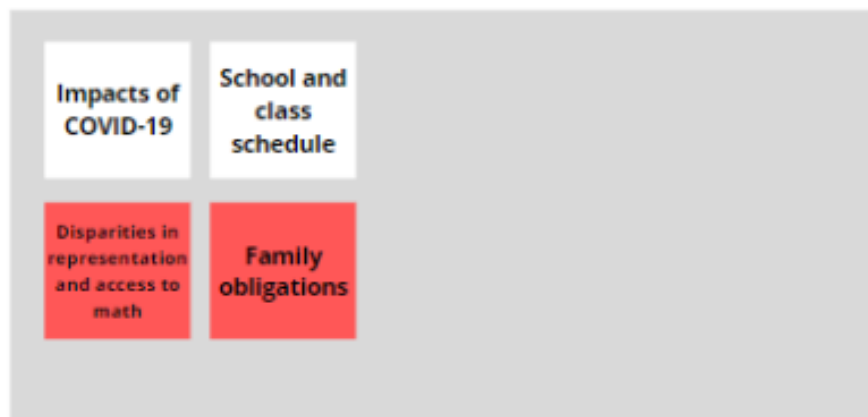 Impacts of
COVID-19
School and
class
schedule
Disparities in
representation
and access to
math
Family
obligations